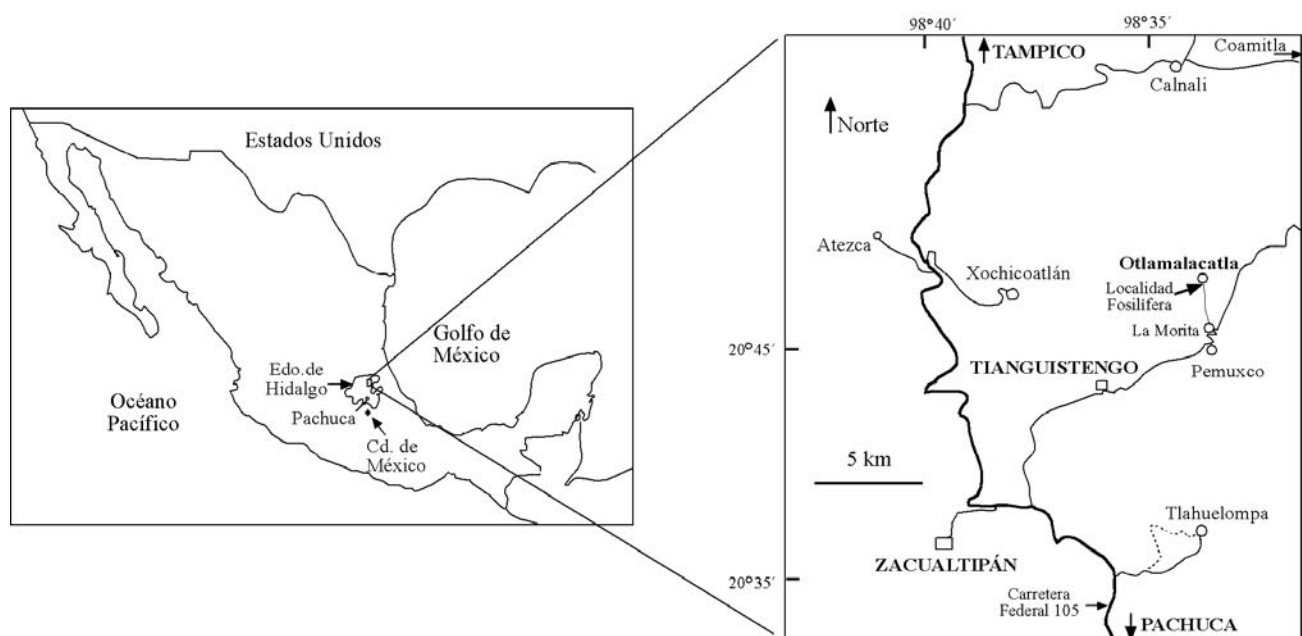 Estados Unidos
Golfo de
México
Edo. de
Hidalgo
Pachuca
Océano
Pacífico
Cd. de
México
98°40´
98°35´
TAMPICO
Coamitla
Calnali
Norte
Atezca
Xochicoatlán
Otlamalacatla
Localidad
Fosilífera
La Morita
20°45´
TIANGUISTENGO
Pemuxco
5 km
Tlahuelompa
ZACUALTIPÁN
20°35´
Carretera
Federal 105
PACHUCA